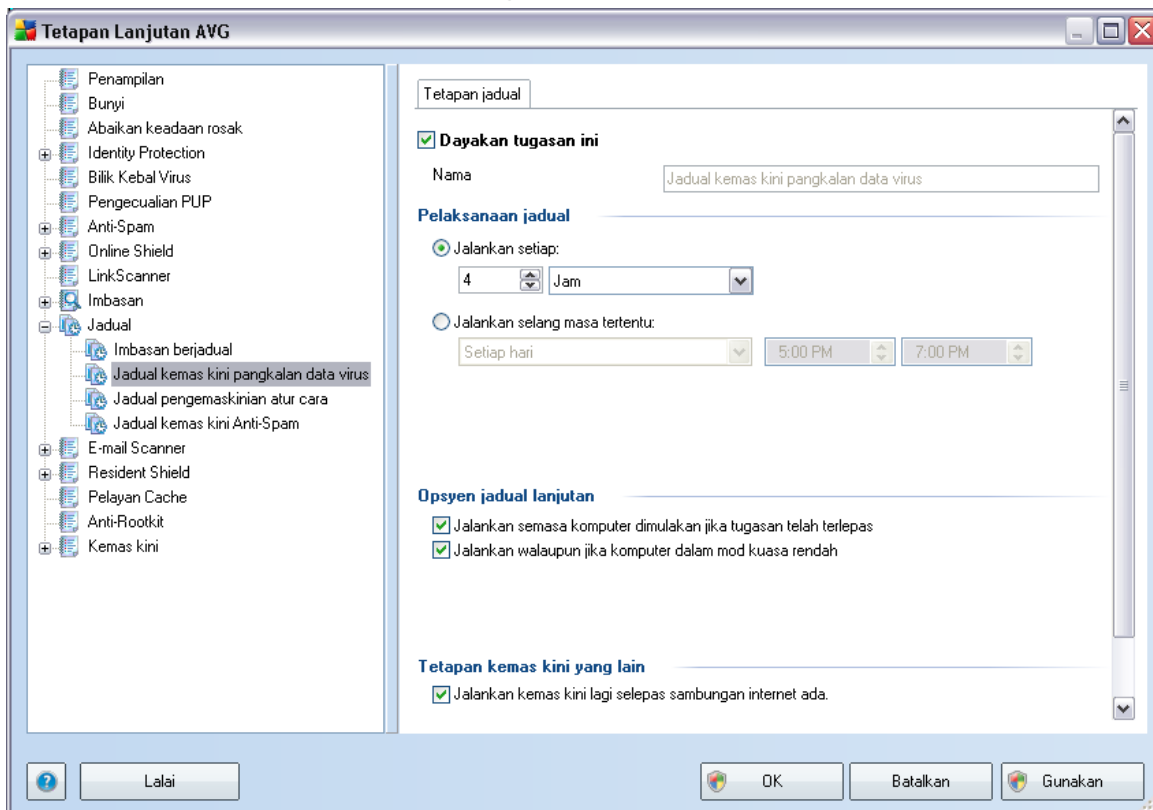 Tetapan Lanjutan AVG
Penampilan
Bunyi
Abaikan keadaan rosak
Identity Protection
Bilik Kebal Virus
Pengecualian PUP
Anti-Spam
Online Shield
LinkScanner
Imbasan
Jadual
Imbasan berjadual
Jadual kemas kini pangkalan data virus
Jadual pengemaskinian atur cara
Jadual kemas kini Anti-Spam
E-mail Scanner
Resident Shield
Pelayan Cache
Anti-Rootkit
Kemas kini
Tetapan jadual
Dayakan tugasan ini
Nama Jadual kemas kini pangkalan data virus
Pelaksanaan jadual
Jalankan setiap:
4 Jam
Jalankan selang masa tertentu:
Setiap hari 5:00 PM 7:00 PM
Opsyen jadual lanjutan
Jalankan semasa komputer dimulakan jika tugasan telah terlepas
Jalankan walaupun jika komputer dalam mod kuasa rendah
Tetapan kemas kini yang lain
Jalankan kemas kini lagi selepas sambungan internet ada.
? Lalai OK Batalkan Gunakan